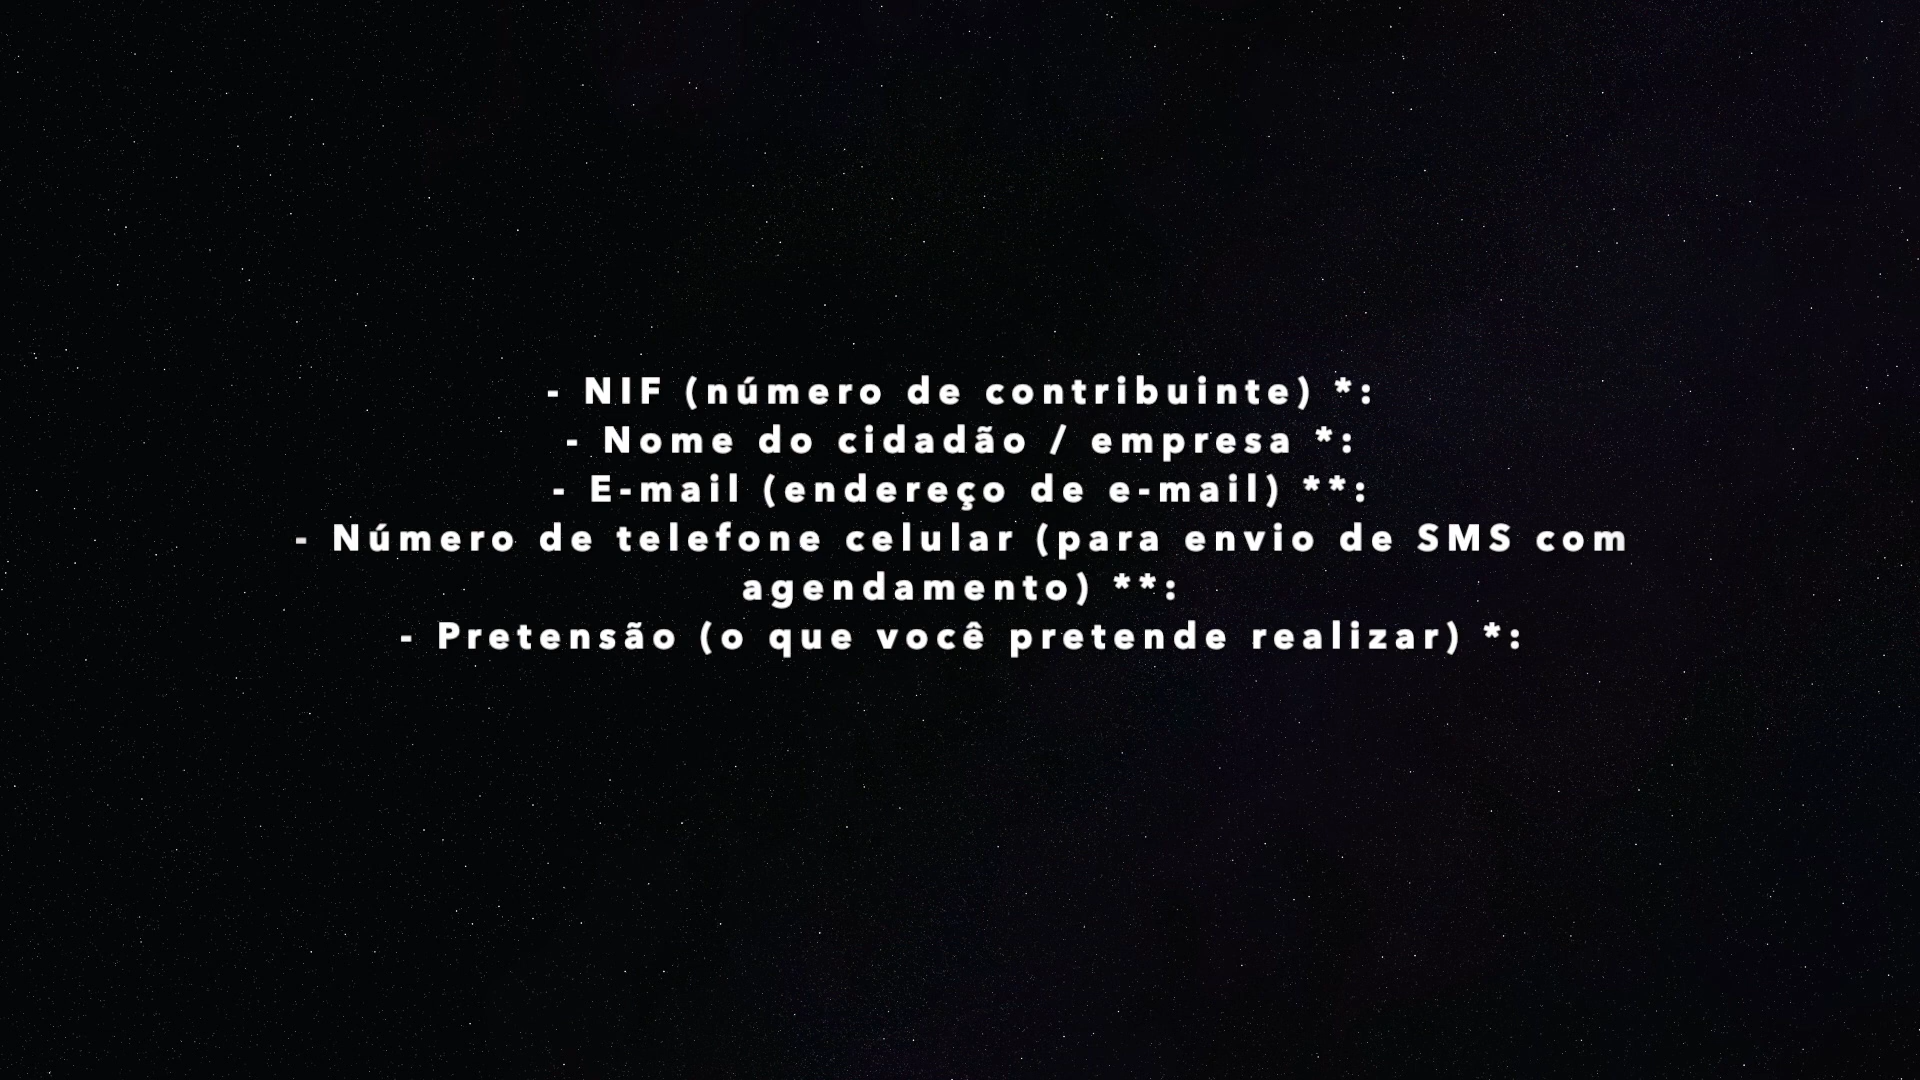 - NIF (número de contribuinte) *:
- Nome do cidadão / empresa *:
- E-mail (endereço de e-mail) **:
- Número de telefone celular (para envio de SMS com
agendamento) **:
- Pretensão (o que você pretende realizar) *: